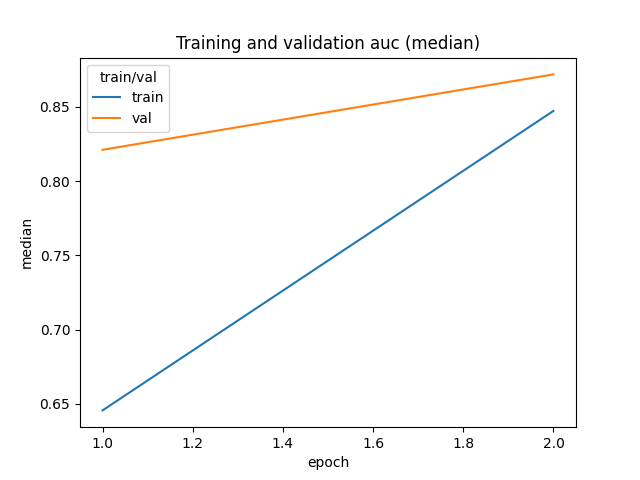 Training and validation auc (median)
train/val
train
val
median
0.85
0.80
0.75
0.70
0.65
1.0 1.2 1.4 1.6 1.8 2.0
epoch